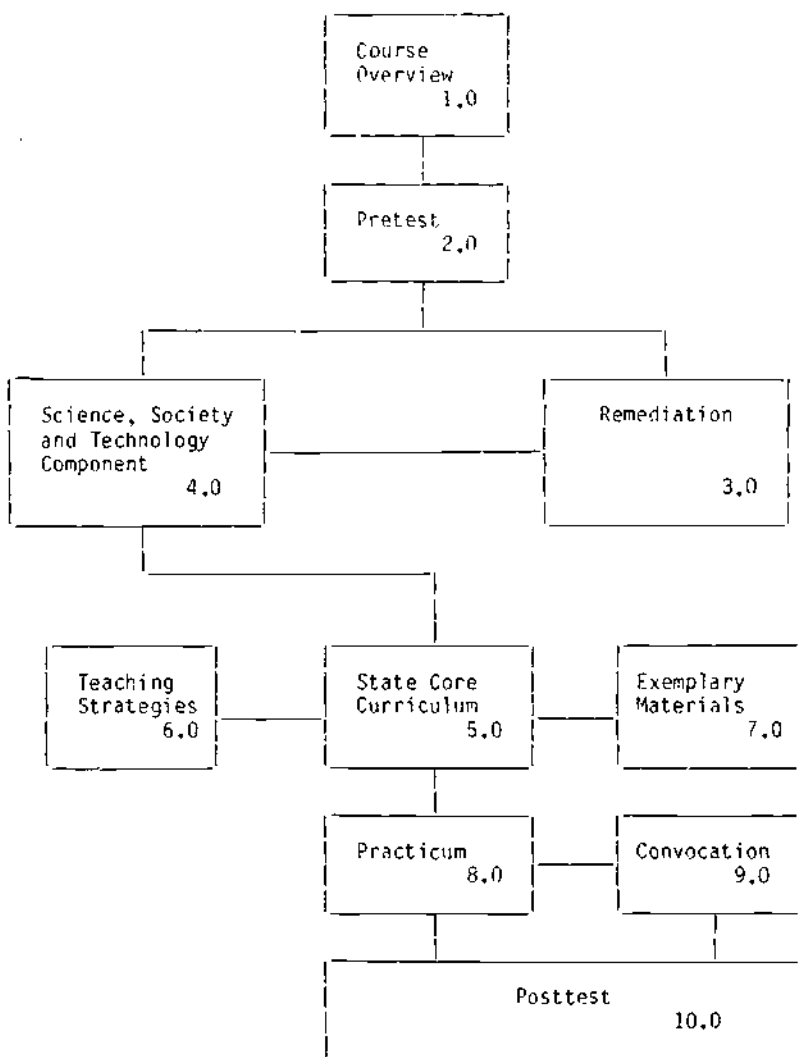 Course
Overview
1.0
Pretest
2.0
Science, Society
and Technology
Component
4.0
Remediation
3.0
Teaching
Strategies
6.0
State Core
Curriculum
5.0
Exemplary
Materials
7.0
Practicum
8.0
Convocation
9.0
Posttest
10.0